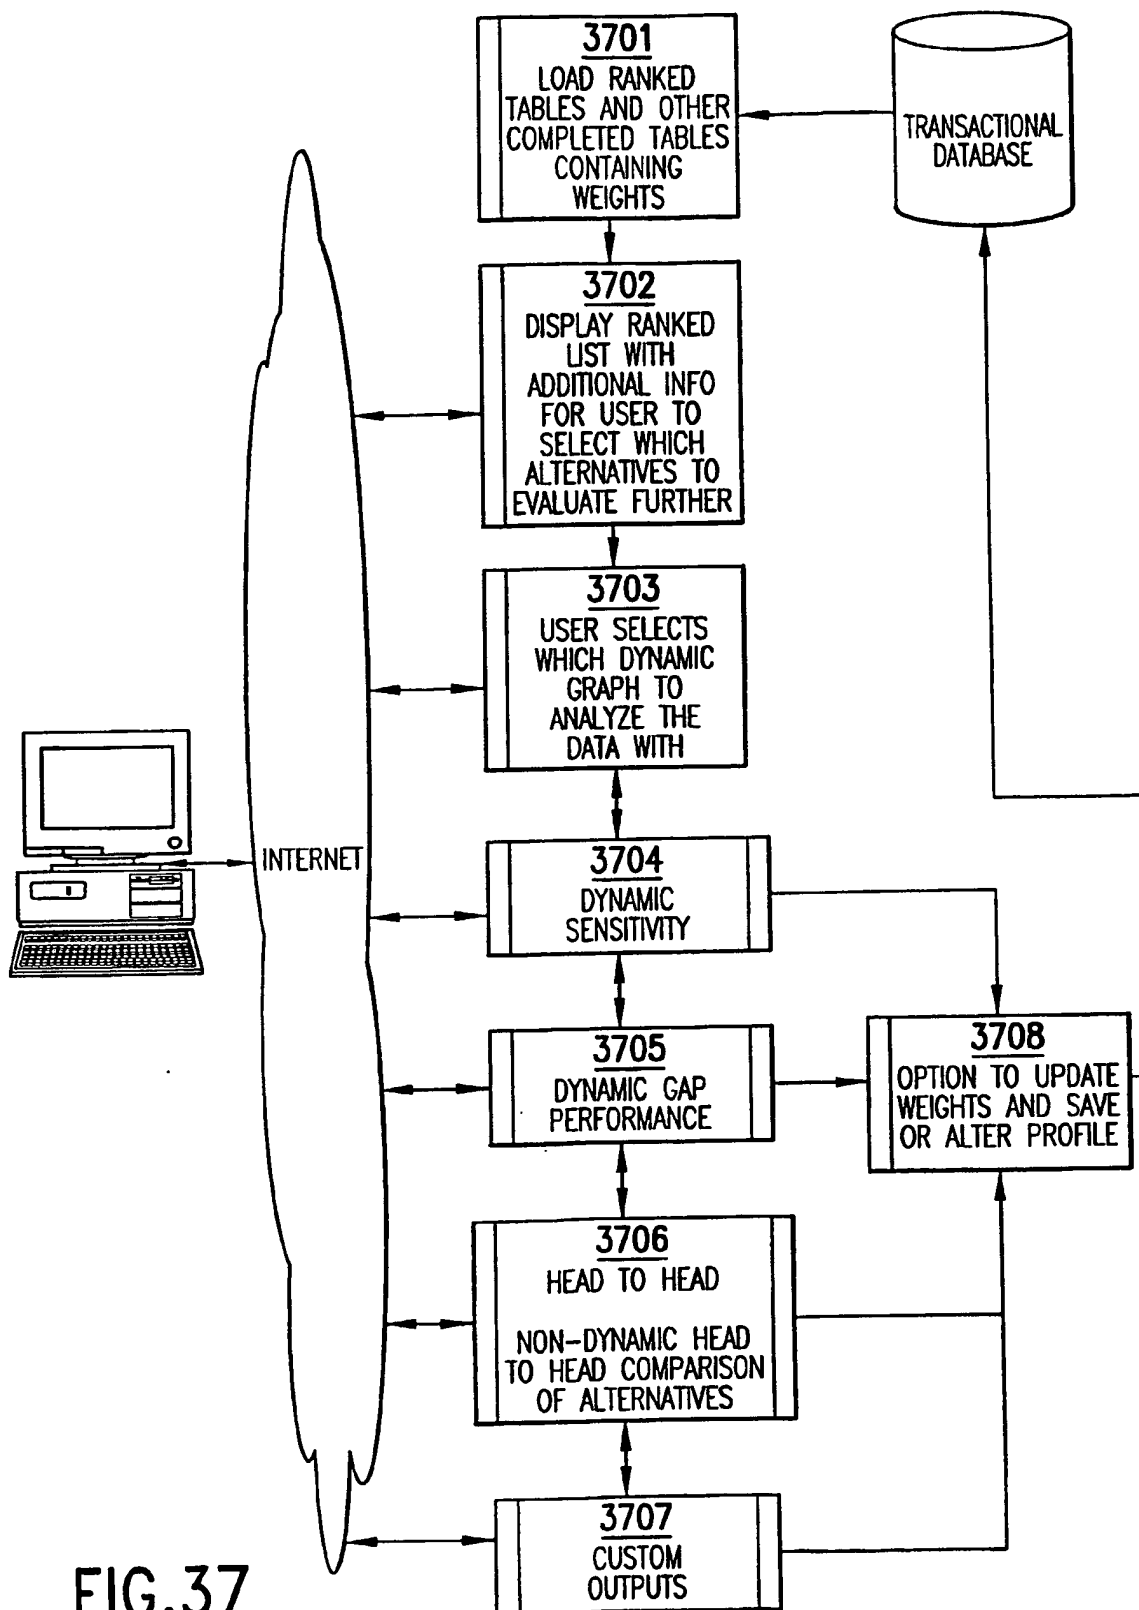 3701
LOAD RANKED
TABLES AND OTHER
COMPLETED TABLES
CONTAINING
WEIGHTS
TRANSACTIONAL
DATABASE
3702
DISPLAY RANKED
LIST WITH
ADDITIONAL INFO
FOR USER TO
SELECT WHICH
ALTERNATIVES TO
EVALUATE FURTHER
3703
USER SELECTS
WHICH DYNAMIC
GRAPH TO
ANALYZE THE
DATA WITH
INTERNET
3704
DYNAMIC
SENSITIVITY
3705
DYNAMIC GAP
PERFORMANCE
3708
OPTION TO UPDATE
WEIGHTS AND SAVE
OR ALTER PROFILE
3706
HEAD TO HEAD
NON-DYNAMIC HEAD
TO HEAD COMPARISON
OF ALTERNATIVES
3707
CUSTOM
OUTPUTS
FIG.37